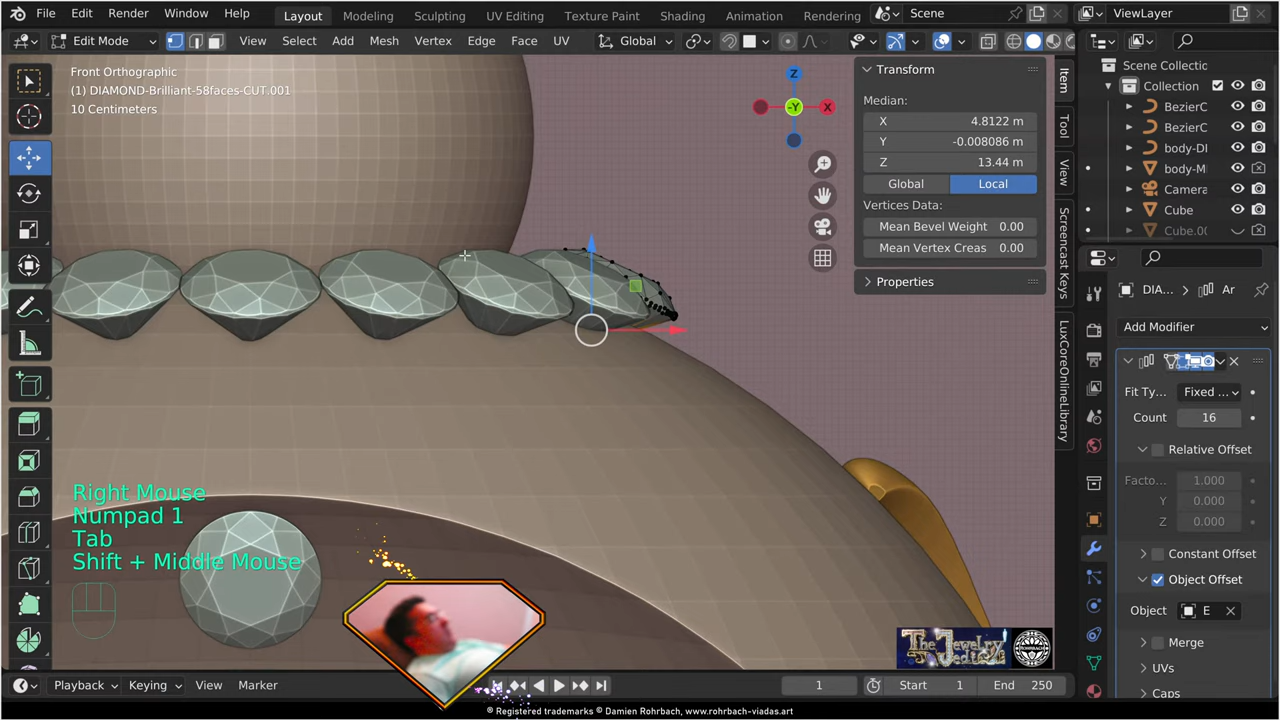 File Edit Render Window Help Layout Modeling Sculpting UV Editing Texture Paint Shading Animation Rendering Scene ViewLayer
Edit Mode View Select Add Mesh Vertex Edge Face UV Global
Front Orthographic
(1) DIAMOND-Brilliant-58faces-CUT.001
10 Centimeters
Z
-Y
X
Transform
Median:
X 4.8122 m
Y -0.008086 m
Z 13.44 m
Global Local
Vertices Data:
Mean Bevel Weight 0.00
Mean Vertex Creas 0.00
Properties
Item
Tool
View
Screencast Keys
LuxCoreOnlineLibrary
Scene Collectic
Collection
BezierC
BezierC
body-DI
body-M
Camera
Cube
Cube.00
DIA... Ar
Add Modifier
Fit Ty... Fixed ...
Count 16
Relative Offset
Facto... 1.000
Y 0.000
Z 0.000
Constant Offset
Object Offset
Object E
Merge
UVs
Caps
Right Mouse
Numpad 1
Tab
Shift + Middle Mouse
The Jewelry
Vedias
ROHRBACH
Playback Keying View Marker 1 Start 1 End 250
® Registered trademarks © Damien Rohrbach, www.rohrbach-viadas.art